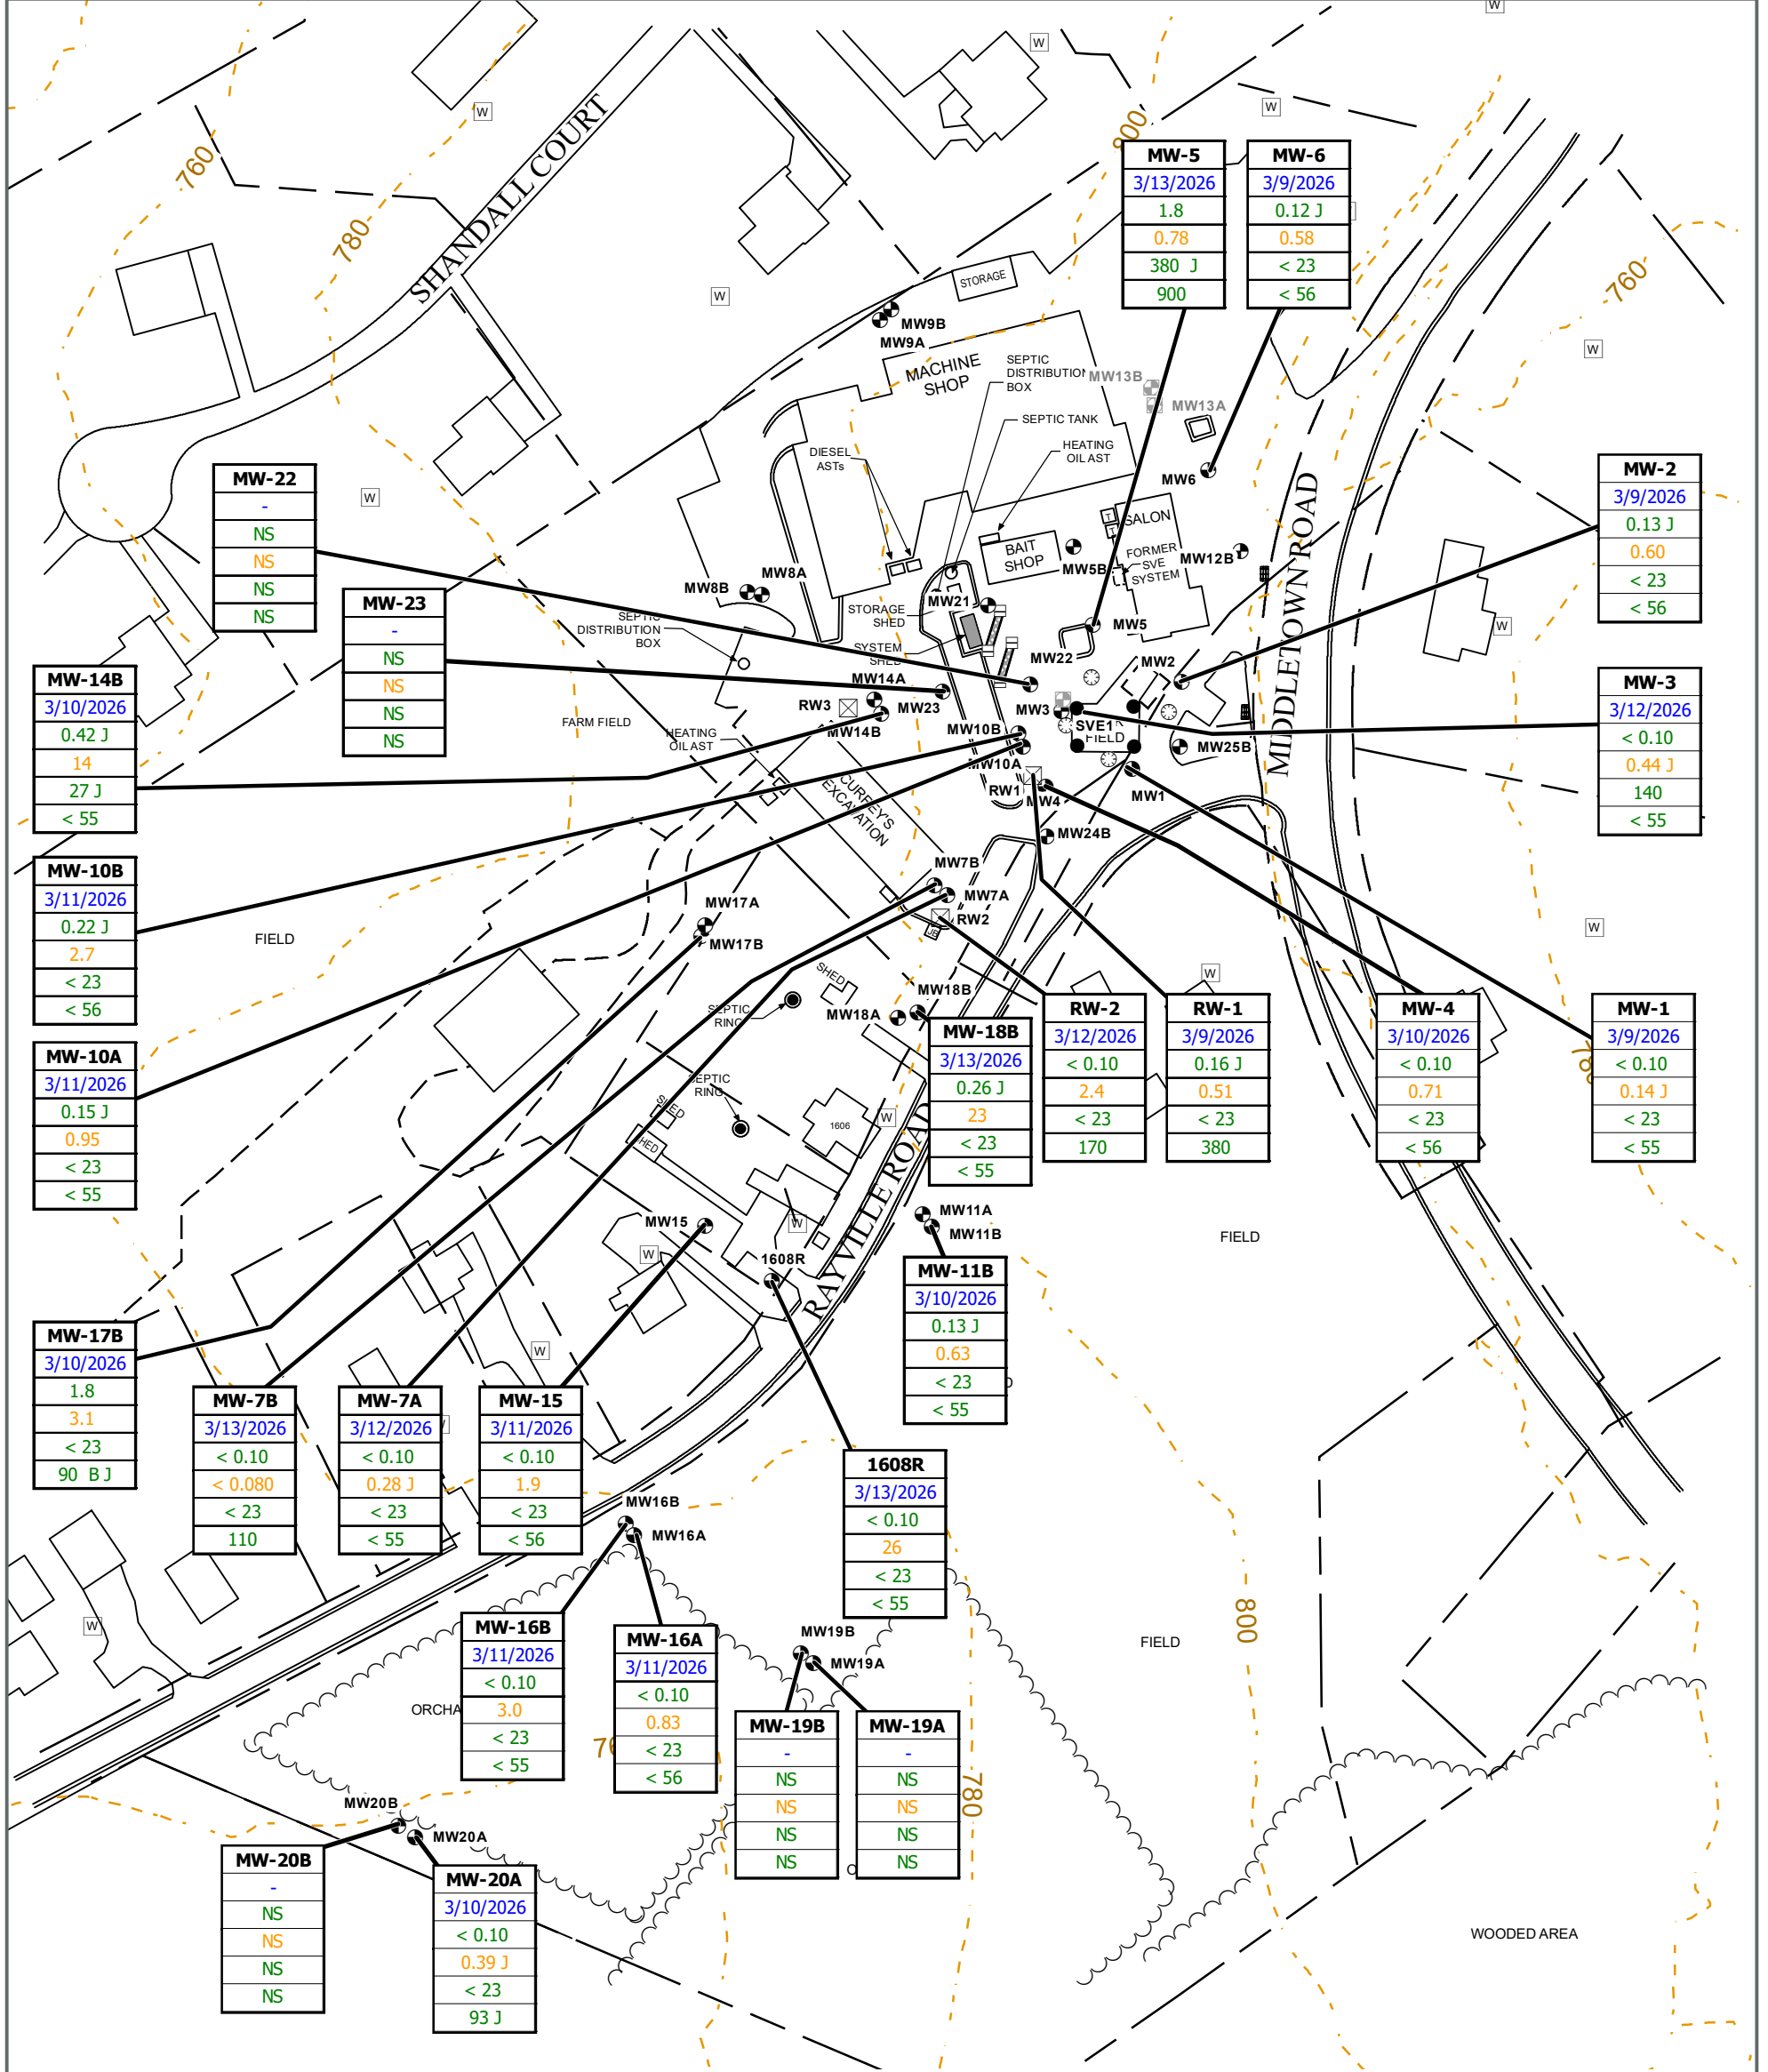 W
W
W
W
800
760
780
SHANDALL COURT
MW-5
3/13/2026
1.8
0.78
380 J
900
MW-6
3/9/2026
0.12 J
0.58
< 23
< 56
W
760
STORAGE
MW9B
MW9A
MACHINE
SHOP
SEPTIC
DISTRIBUTION
BOX
MW13B
MW13A
W
SEPTIC TANK
DIESEL
ASTs
HEATING
OIL AST
MW6
MW-22
-
NS
NS
NS
NS
W
MW-2
3/9/2026
0.13 J
0.60
< 23
< 56
T
T
SALON
BAIT
SHOP
MW5B
FORMER
SVE
SYSTEM
MW12B
MIDDLETOWN ROAD
MW8B
MW8A
MW-23
-
NS
NS
NS
NS
SEPTIC
DISTRIBUTION
BOX
STORAGE
SHED
MW21
SYSTEM
SHED
MW5
W
MW22
MW2
MW-14B
3/10/2026
0.42 J
14
27 J
< 55
MW-3
3/12/2026
< 0.10
0.44 J
140
< 55
MW14A
RW3
MW23
MW14B
FARM FIELD
HEATING
OIL AST
MW3
SVE1
FIELD
MW10B
MW25B
MW10A
RW1
MW4
MW1
CURREY'S
EXCAVATION
MW24B
MW-10B
3/11/2026
0.22 J
2.7
< 23
< 56
MW7B
MW7A
RW2
JB
MW17A
MW17B
FIELD
W
SHED
SEPTIC
RING
MW18B
MW18A
W
MW-10A
3/11/2026
0.15 J
0.95
< 23
< 55
MW-18B
3/13/2026
0.26 J
23
< 23
< 55
RW-2
3/12/2026
< 0.10
2.4
< 23
170
RW-1
3/9/2026
0.16 J
0.51
< 23
380
MW-4
3/10/2026
< 0.10
0.71
< 23
< 56
MW-1
3/9/2026
< 0.10
0.14 J
< 23
< 55
SEPTIC
RING
SHED
HED
1606
W
RAYVILLE ROAD
MW15
W
W
1608R
MW11A
MW11B
FIELD
MW-11B
3/10/2026
0.13 J
0.63
< 23
< 55
MW-17B
3/10/2026
1.8
3.1
< 23
90 B J
W
MW-7B
3/13/2026
< 0.10
< 0.080
< 23
110
MW-7A
3/12/2026
< 0.10
0.28 J
< 23
< 55
MW-15
3/11/2026
< 0.10
1.9
< 23
< 56
1608R
3/13/2026
< 0.10
26
< 23
< 55
MW16B
MW16A
W
MW-16B
3/11/2026
< 0.10
3.0
< 23
< 55
MW-16A
3/11/2026
< 0.10
0.83
< 23
< 56
MW19B
MW19A
800
FIELD
ORCHA
MW-19B
-
NS
NS
NS
NS
MW-19A
-
NS
NS
NS
NS
780
MW20B
MW20A
MW-20B
-
NS
NS
NS
NS
MW-20A
3/10/2026
< 0.10
0.39 J
< 23
93 J
WOODED AREA